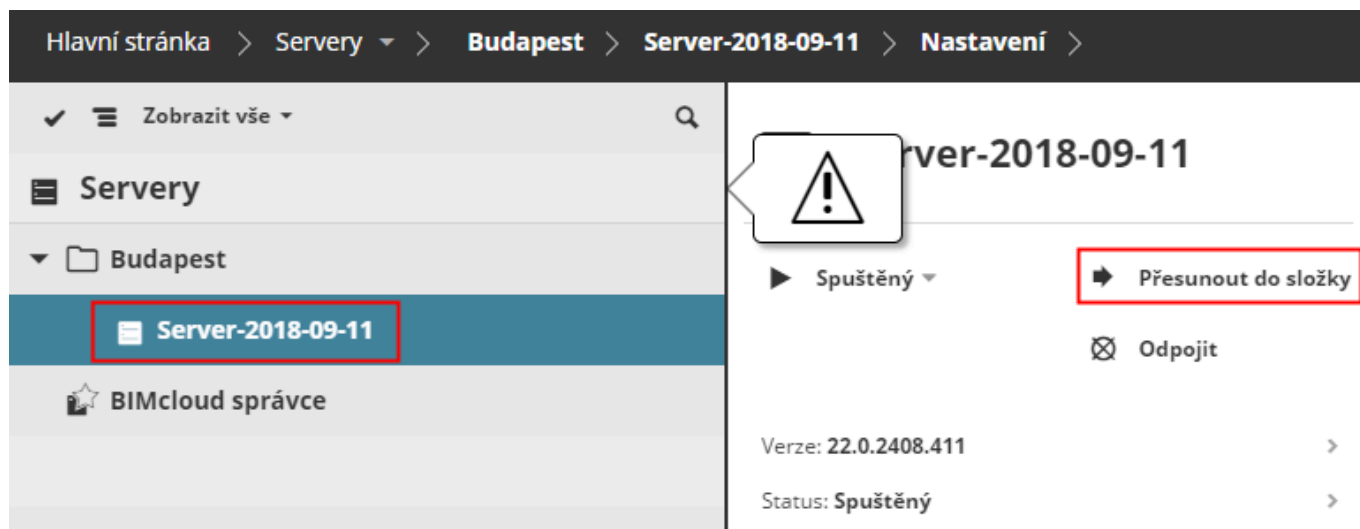 Hlavní stránka > Servery > Budapest > Server-2018-09-11 > Nastavení >
Zobrazit vše
Servery
Budapest
Server-2018-09-11
BIMcloud správce
rver-2018-09-11
Spuštěný
Přesunout do složky
Odpojit
Verze: 22.0.2408.411
Status: Spuštěný